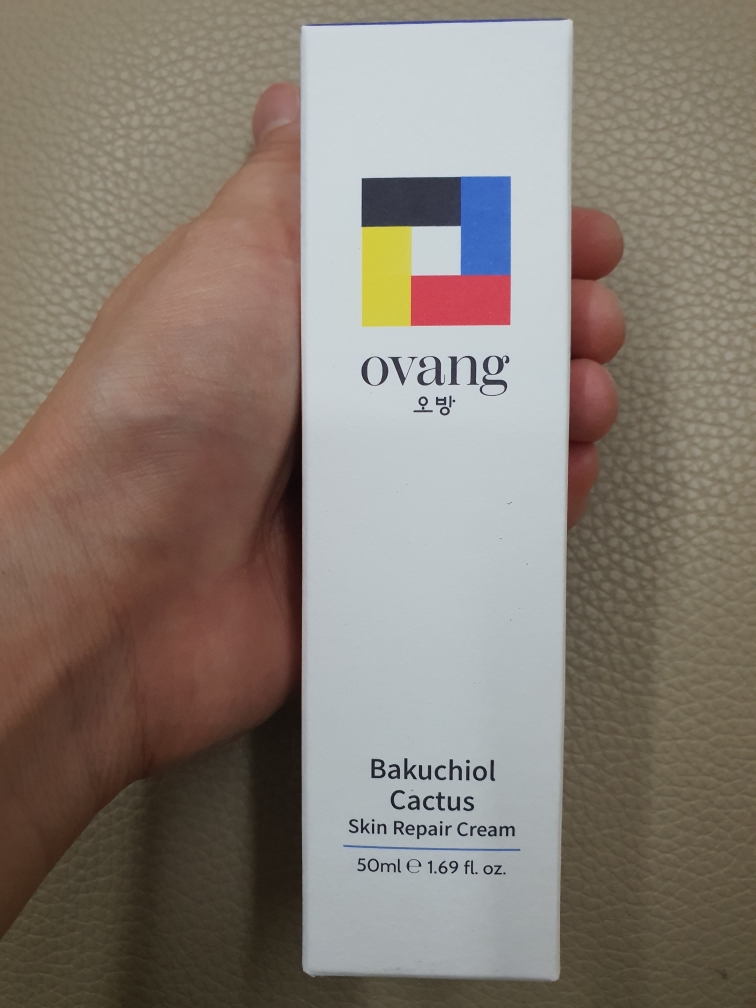 ovang
오방
Bakuchiol
Cactus
Skin Repair Cream
50ml ℮ 1.69 fl. oz.